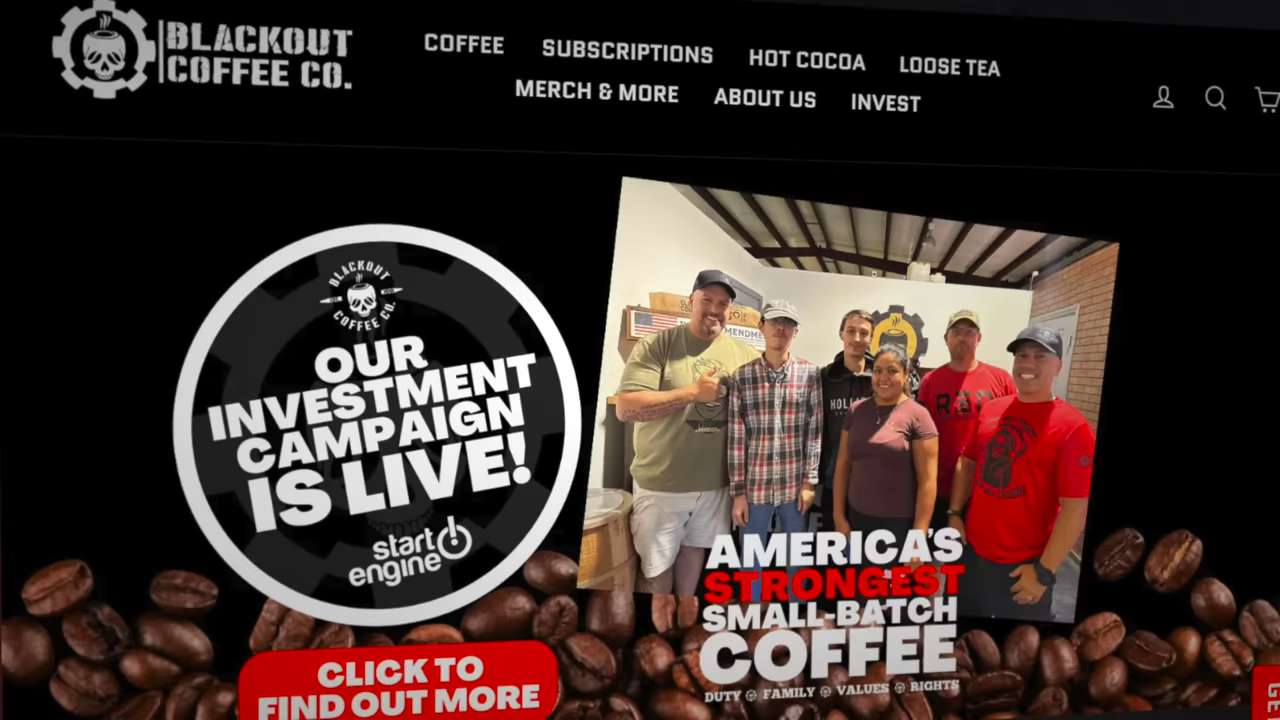 BLACKOUT
COFFEE CO.
COFFEE SUBSCRIPTIONS HOT COCOA LOOSE TEA
MERCH & MORE ABOUT US INVEST
BLACKOUT
COFFEE CO.
OUR
INVESTMENT
CAMPAIGN
IS LIVE!
start
engine
CLICK TO
FIND OUT MORE
AMERICA'S
STRONGEST
SMALL-BATCH
COFFEE
DUTY FAMILY VALUES RIGHTS